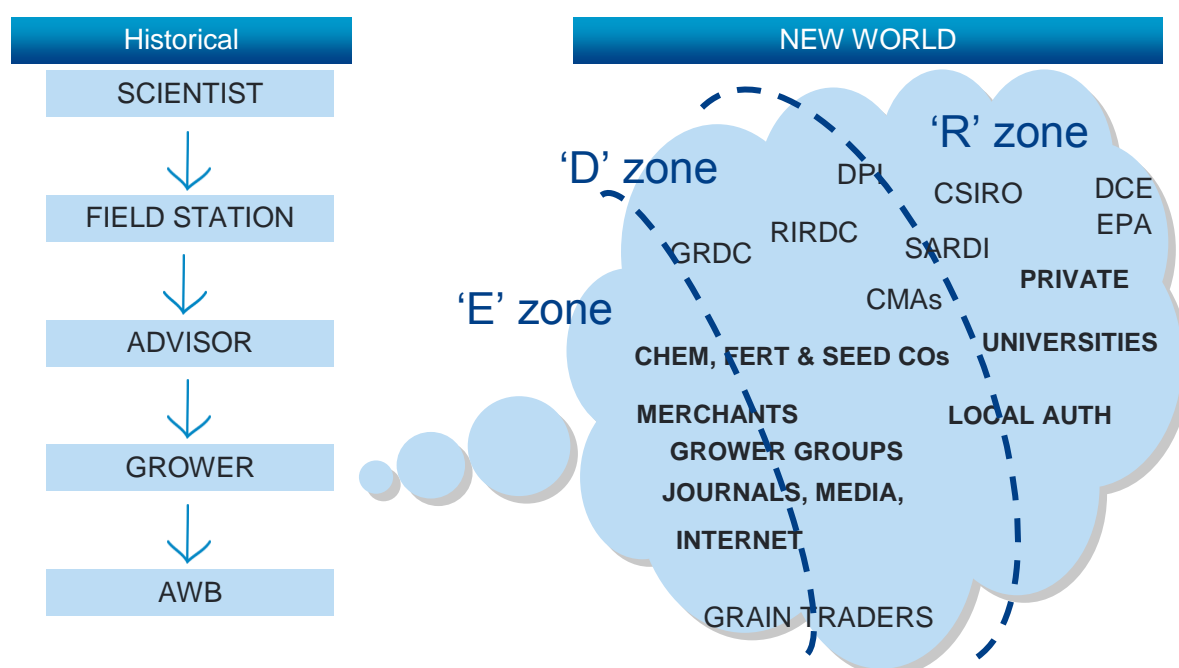 Historical
SCIENTIST
FIELD STATION
ADVISOR
GROWER
AWB
NEW WORLD
‘R’ zone
‘D’ zone
DPI
CSIRO
DCE
EPA
RIRDC
GRDC
SARDI
PRIVATE
‘E’ zone
CMAs
UNIVERSITIES
CHEM, FERT & SEED COs
MERCHANTS
LOCAL AUTH
GROWER GROUPS
JOURNALS, MEDIA,
INTERNET
GRAIN TRADERS